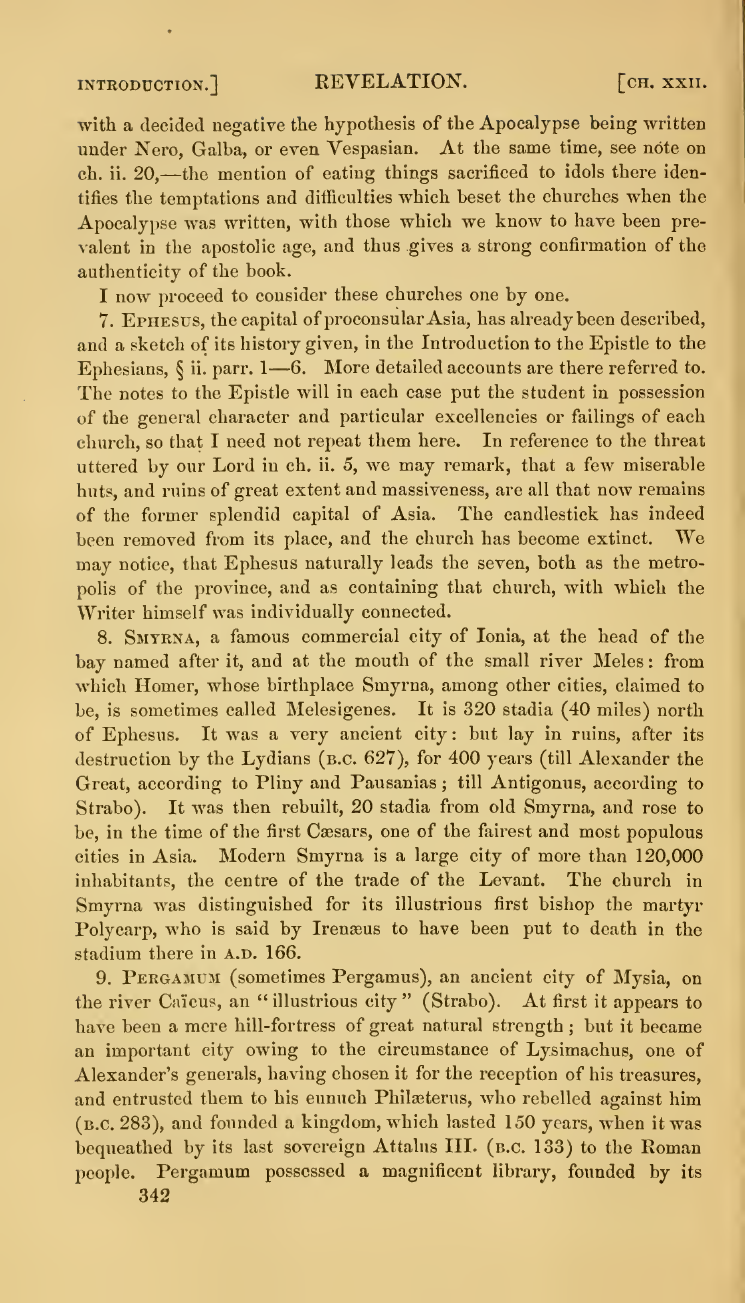 INTRODUCTION.] REVELATION. [CH. XXII.
with a decided negative the hypothesis of the Apocalypse being written
under Nero, Galba, or even Vespasian. At the same time, see note on
ch. ii. 20,—the mention of eating things sacrificed to idols there iden-
tifies the temptations and difficulties which beset the churches when the
Apocalypse was written, with those which we know to have been pre-
valent in the apostolic age, and thus gives a strong confirmation of the
authenticity of the book.
I now proceed to consider these churches one by one.
7. EPHESUS, the capital of proconsular Asia, has already been described,
and a sketch of its history given, in the Introduction to the Epistle to the
Ephesians, § ii. parr. 1—6. More detailed accounts are there referred to.
The notes to the Epistle will in each case put the student in possession
of the general character and particular excellencies or failings of each
church, so that I need not repeat them here. In reference to the threat
uttered by our Lord in ch. ii. 5, we may remark, that a few miserable
huts, and ruins of great extent and massiveness, are all that now remains
of the former splendid capital of Asia. The candlestick has indeed
been removed from its place, and the church has become extinct. We
may notice, that Ephesus naturally leads the seven, both as the metro-
polis of the province, and as containing that church, with which the
Writer himself was individually connected.
8. SMYRNA, a famous commercial city of Ionia, at the head of the
bay named after it, and at the mouth of the small river Meles: from
which Homer, whose birthplace Smyrna, among other cities, claimed to
be, is sometimes called Melesigenes. It is 320 stadia (40 miles) north
of Ephesus. It was a very ancient city: but lay in ruins, after its
destruction by the Lydians (B.C. 627), for 400 years (till Alexander the
Great, according to Pliny and Pausanias; till Antigonus, according to
Strabo). It was then rebuilt, 20 stadia from old Smyrna, and rose to
be, in the time of the first Cæsars, one of the fairest and most populous
cities in Asia. Modern Smyrna is a large city of more than 120,000
inhabitants, the centre of the trade of the Levant. The church in
Smyrna was distinguished for its illustrious first bishop the martyr
Polycarp, who is said by Irenæus to have been put to death in the
stadium there in A.D. 166.
9. PERGAMUM (sometimes Pergamus), an ancient city of Mysia, on
the river Caïcus, an “illustrious city” (Strabo). At first it appears to
have been a mere hill-fortress of great natural strength; but it became
an important city owing to the circumstance of Lysimachus, one of
Alexander's generals, having chosen it for the reception of his treasures,
and entrusted them to his eunuch Philæterus, who rebelled against him
(B.C. 283), and founded a kingdom, which lasted 150 years, when it was
bequeathed by its last sovereign Attalus III. (B.C. 133) to the Roman
people. Pergamum possessed a magnificent library, founded by its
342